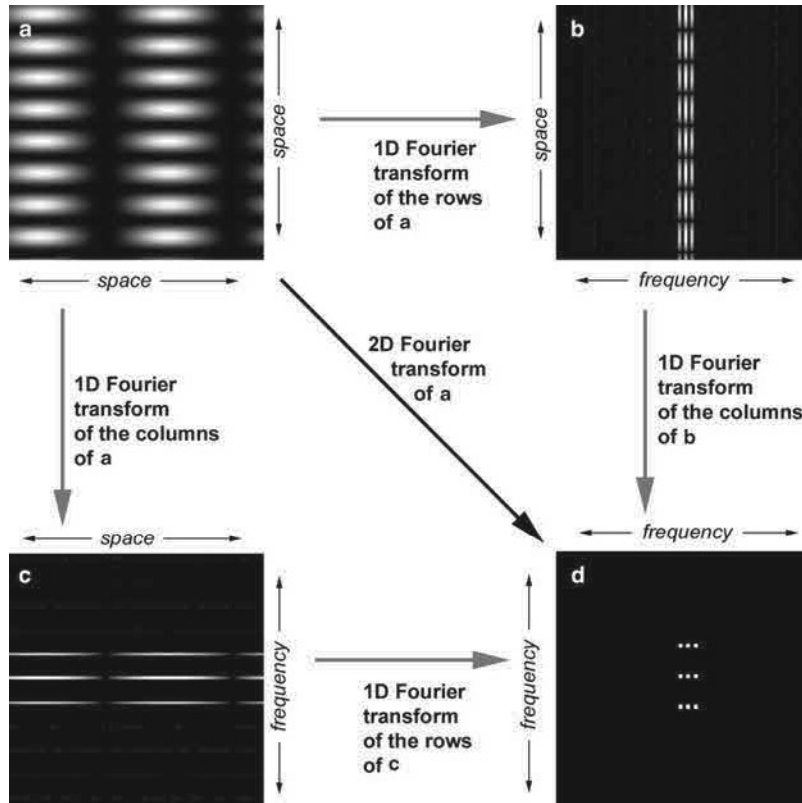 a
space
space
1D Fourier
transform
of the rows
of a
b
space
frequency
1D Fourier
transform
of the columns
of a
2D Fourier
transform
of a
1D Fourier
transform
of the columns
of b
space
c
frequency
1D Fourier
transform
of the rows
of c
frequency
d
frequency